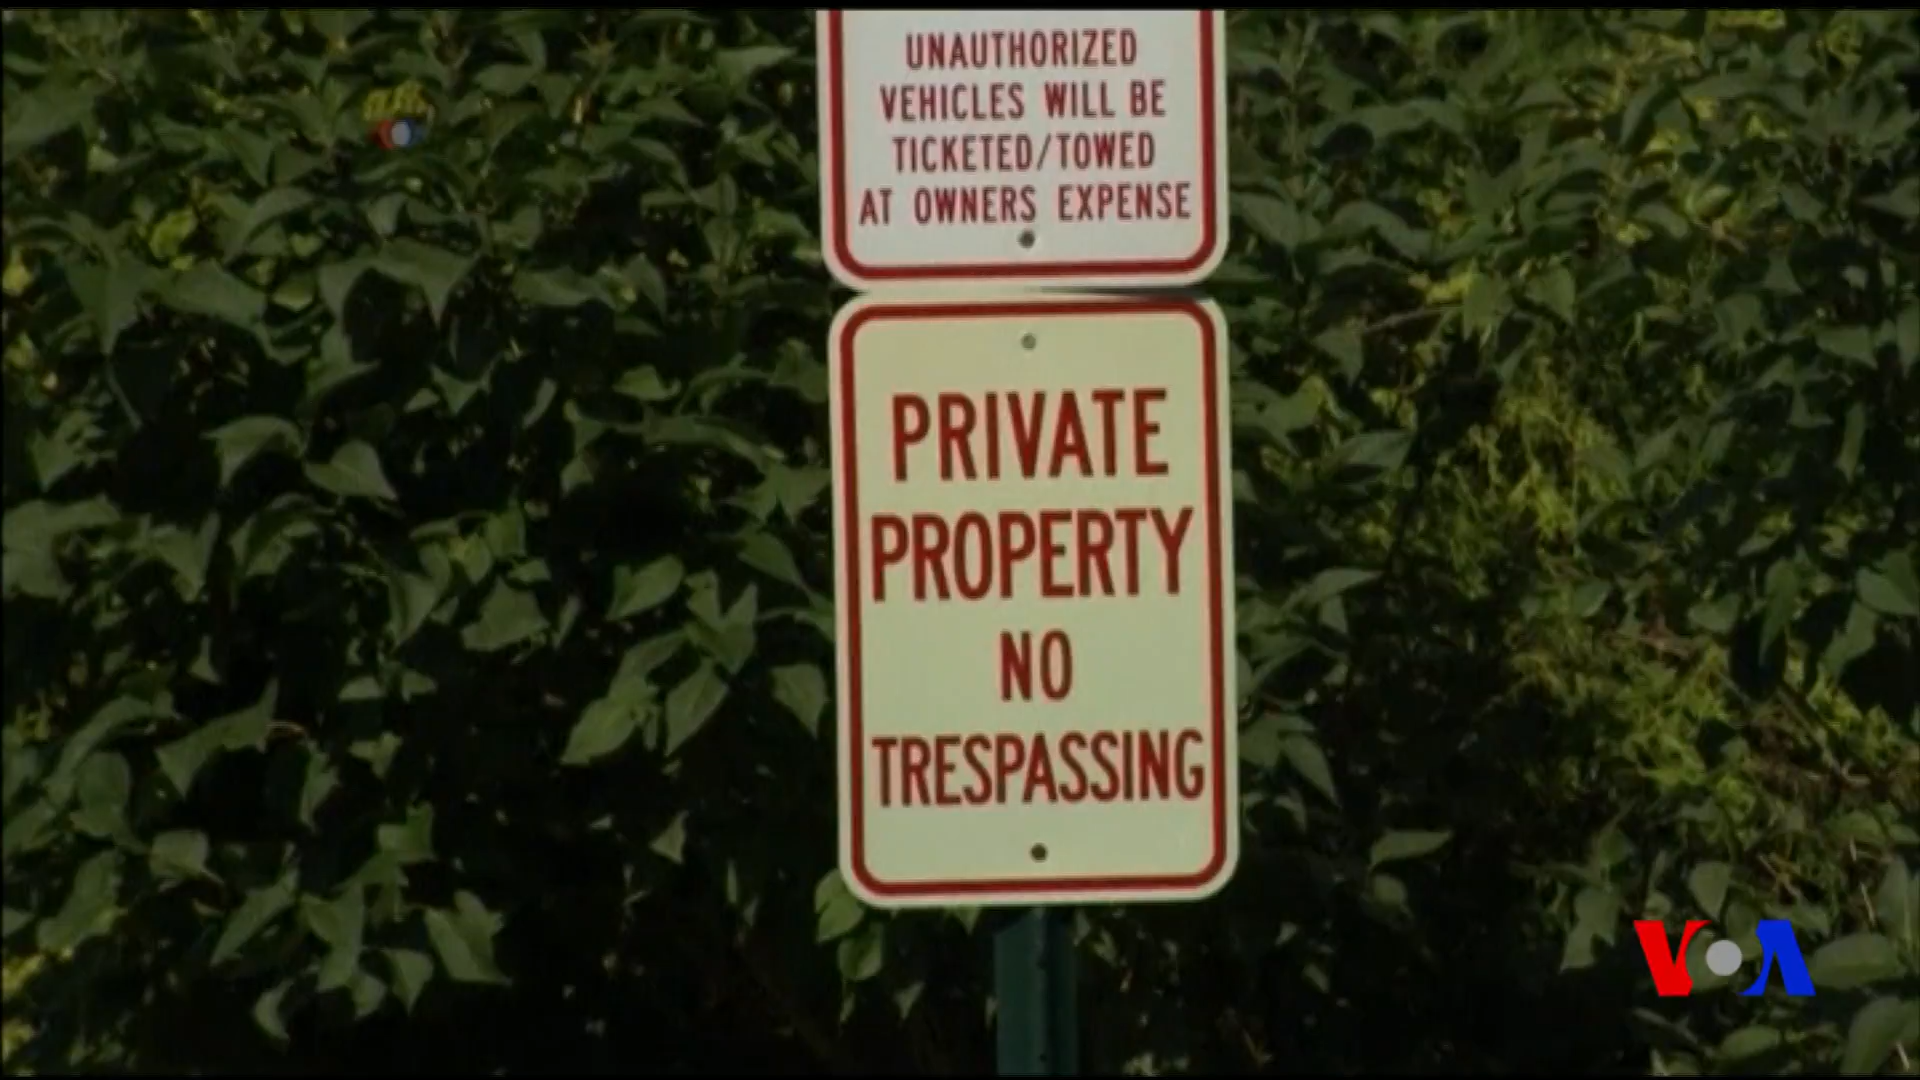 UNAUTHORIZED
VEHICLES WILL BE
TICKETED/TOWED
AT OWNERS EXPENSE
PRIVATE
PROPERTY
NO
TRESPASSING
VOA